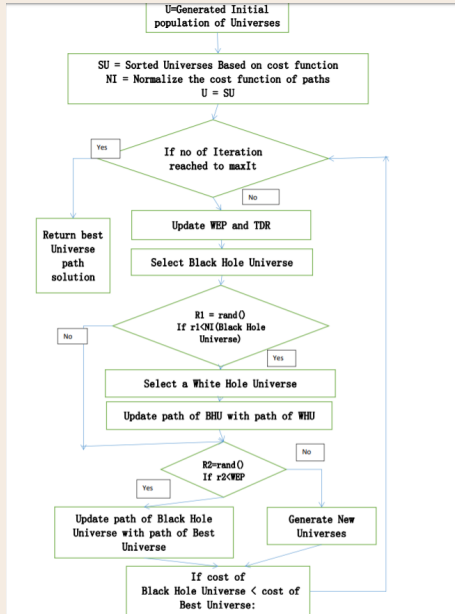 U=Generated Initial
population of Universes
SU = Sorted Universes Based on cost function
NI = Normalize the cost function of paths
U = SU
Yes
If no of Iteration
reached to maxIt
No
Update WEP and TDR
Return best
Universe
path
solution
Select Black Hole Universe
R1 = rand()
If r1<NI(Black Hole
Universe)
No
Yes
Select a White Hole Universe
Update path of BHU with path of WHU
No
R2=rand()
If r2<WEP
Yes
Update path of Black Hole
Universe with path of Best
Universe
Generate New
Universes
If cost of
Black Hole Universe < cost of
Best Universe: